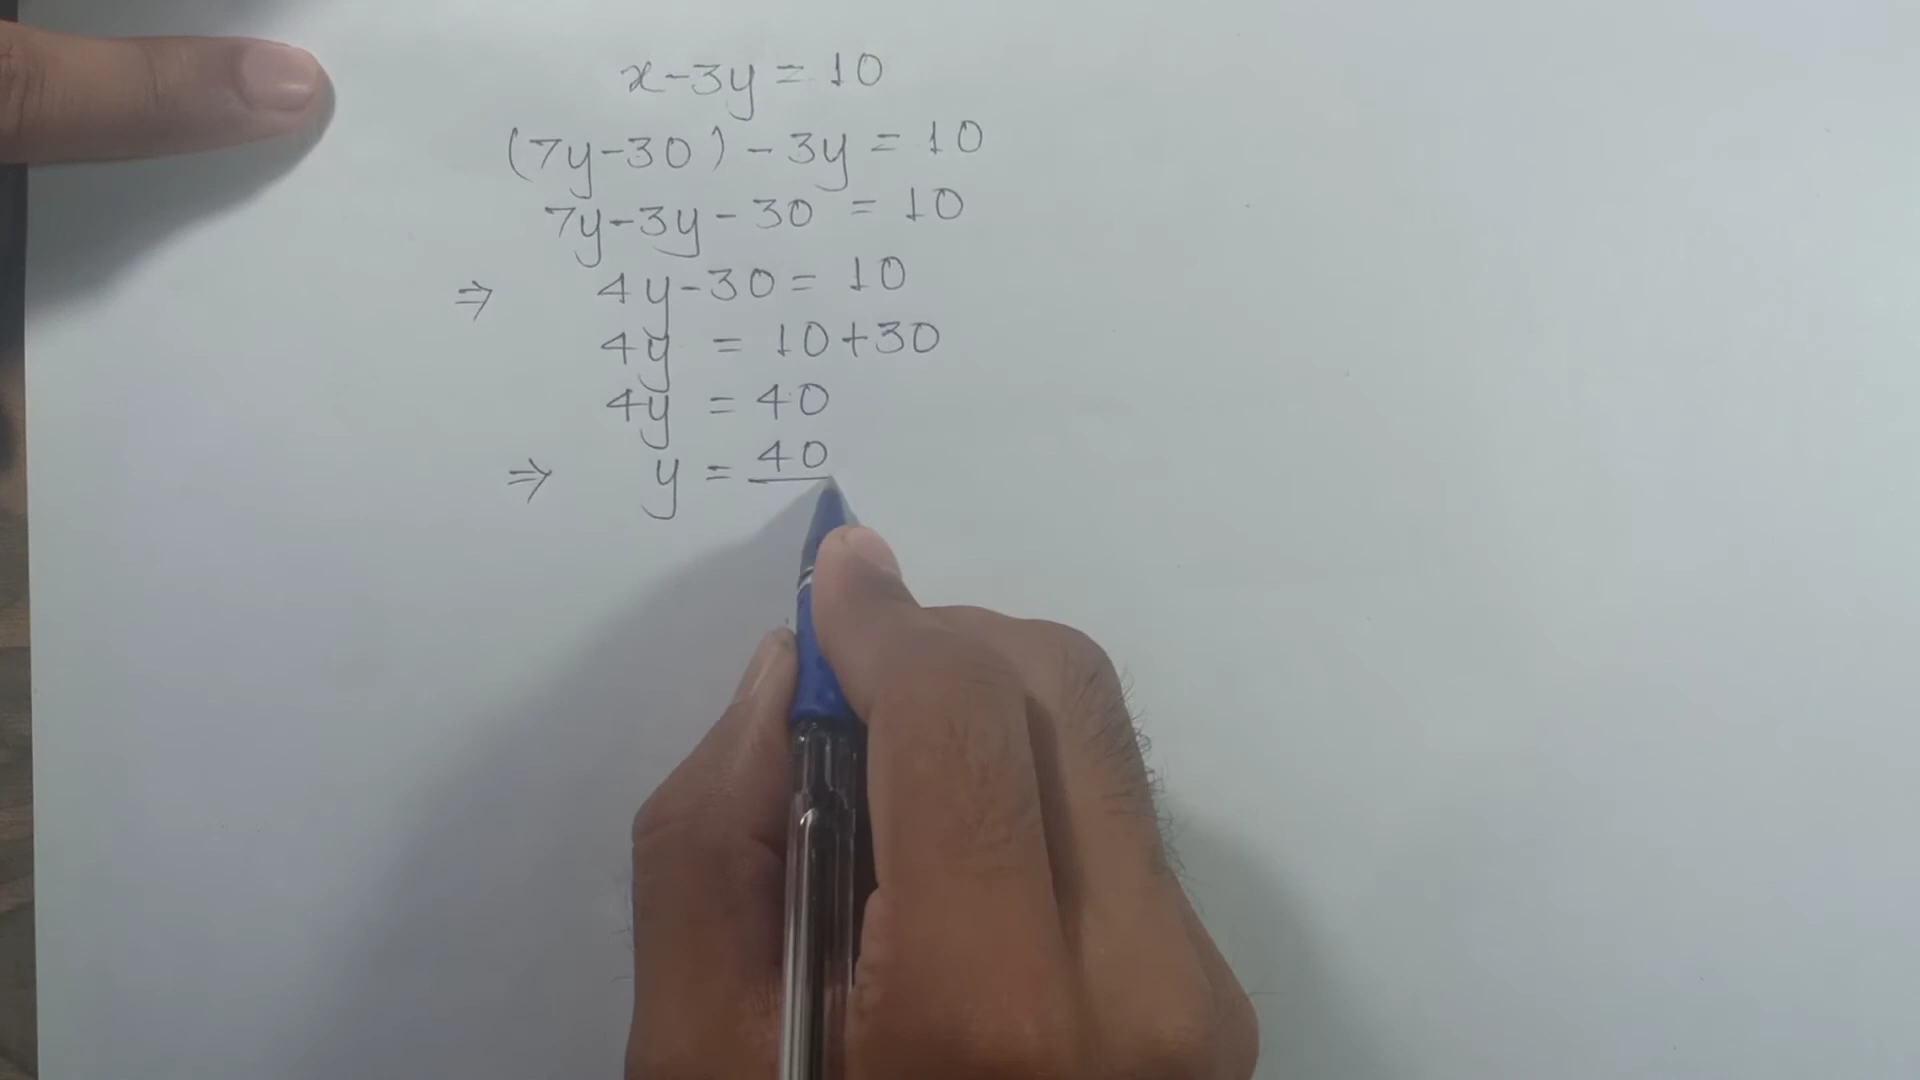 x-3y = 10
(7y-30) - 3y = 10
7y-3y-30 = 10
⇒ 4y-30 = 10
4y = 10+30
4y = 40
⇒ y = 40